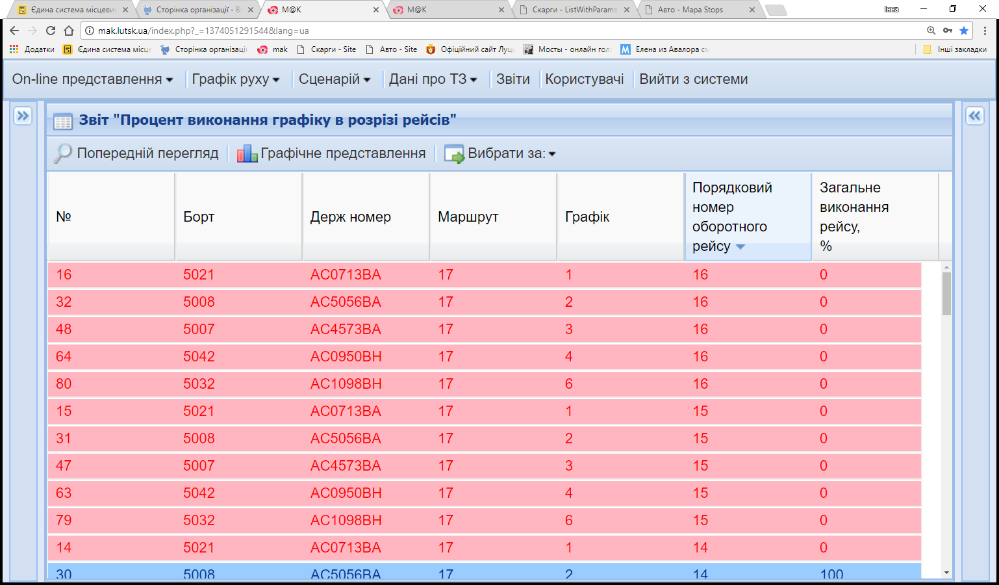 Єдина система місцевих
Сторінка організації - Ві
M@K
M@K
Скарги - ListWithParams
Авто - Mapa Stops
Інна
mak.lutsk.ua/index.php?_=1374051291544&lang=ua
Додатки
Єдина система місце
Сторінка організації
mak
Скарги - Site
Авто - Site
Офіційний сайт Луць
Мосты - онлайн гол
Елена из Авалора см
Інші закладки
On-line представлення
Графік руху
Сценарій
Дані про ТЗ
Звіти
Користувачі
Вийти з системи
Звіт "Процент виконання графіку в розрізі рейсів"
Попередній перегляд
Графічне представлення
Вибрати за:
№ Борт Держ номер Маршрут Графік Порядковий номер оборотного рейсу Загальне виконання рейсу, %
16 5021 AC0713BA 17 1 16 0
32 5008 AC5056BA 17 2 16 0
48 5007 AC4573BA 17 3 16 0
64 5042 AC0950BH 17 4 16 0
80 5032 AC1098BH 17 6 16 0
15 5021 AC0713BA 17 1 15 0
31 5008 AC5056BA 17 2 15 0
47 5007 AC4573BA 17 3 15 0
63 5042 AC0950BH 17 4 15 0
79 5032 AC1098BH 17 6 15 0
14 5021 AC0713BA 17 1 14 0
30 5008 AC5056BA 17 2 14 100